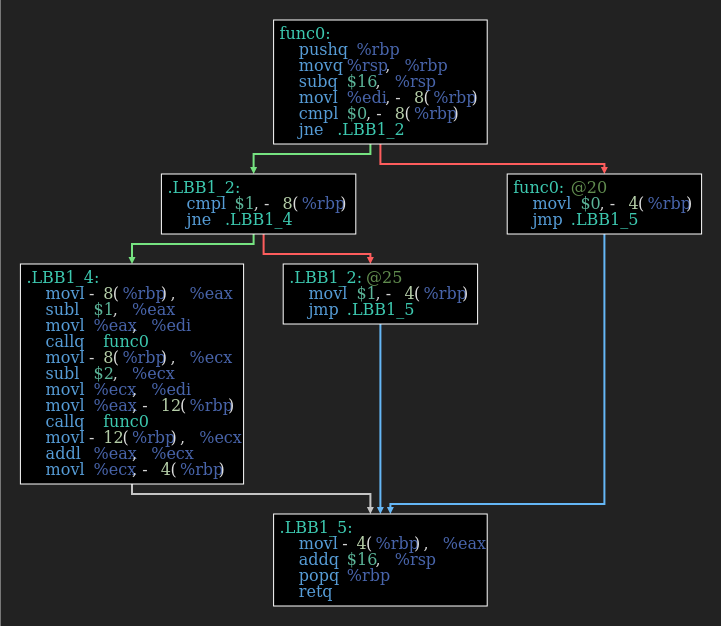 func0:
pushq %rbp
movq %rsp, %rbp
subq $16, %rsp
movl %edi, - 8( %rbp)
cmpl $0, - 8( %rbp)
jne .LBB1_2
.LBB1_2:
cmpl $1, - 8( %rbp)
jne .LBB1_4
func0: @20
movl $0, - 4( %rbp)
jmp .LBB1_5
.LBB1_4:
movl - 8( %rbp) , %eax
subl $1, %eax
movl %eax, %edi
callq func0
movl - 8( %rbp) , %ecx
subl $2, %ecx
movl %ecx, %edi
movl %eax, - 12( %rbp)
callq func0
movl - 12( %rbp) , %ecx
addl %eax, %ecx
movl %ecx, - 4( %rbp)
.LBB1_2: @25
movl $1, - 4( %rbp)
jmp .LBB1_5
.LBB1_5:
movl - 4( %rbp) , %eax
addq $16, %rsp
popq %rbp
retq